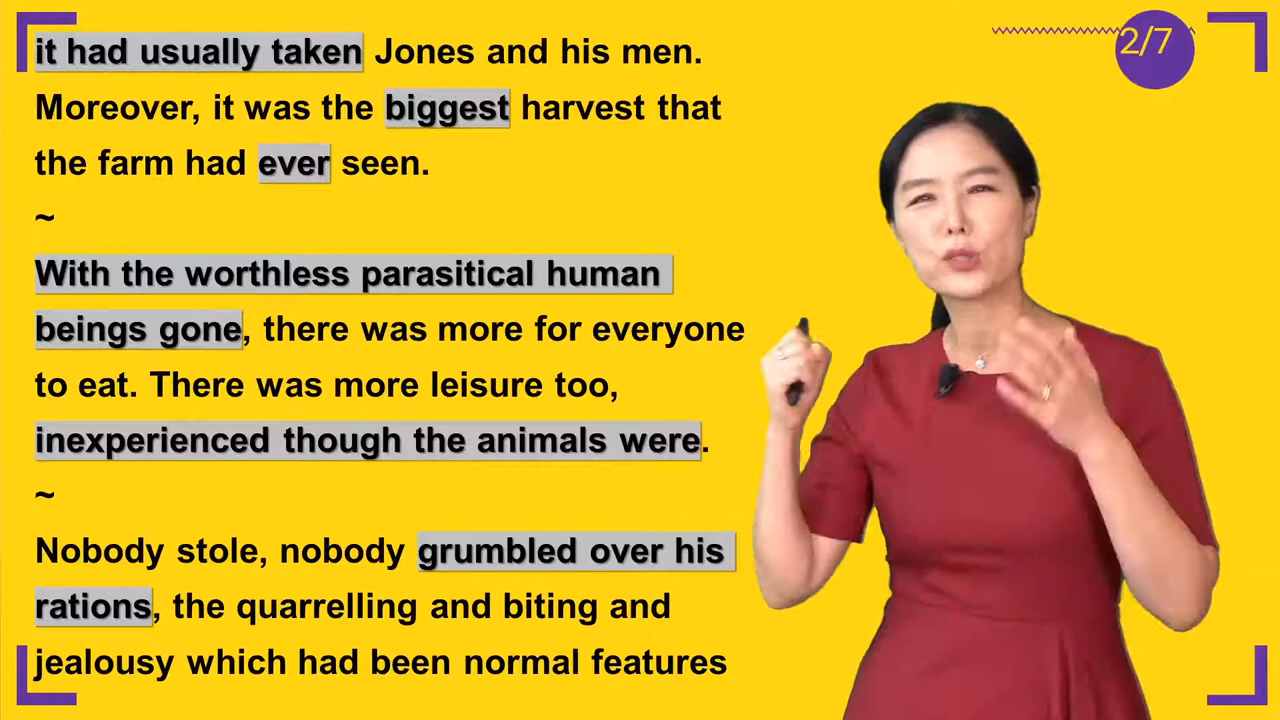 it had usually taken Jones and his men.
Moreover, it was the biggest harvest that
the farm had ever seen.
~
With the worthless parasitical human
beings gone, there was more for everyone
to eat. There was more leisure too,
inexperienced though the animals were.
~
Nobody stole, nobody grumbled over his
rations, the quarrelling and biting and
jealousy which had been normal features
2/7